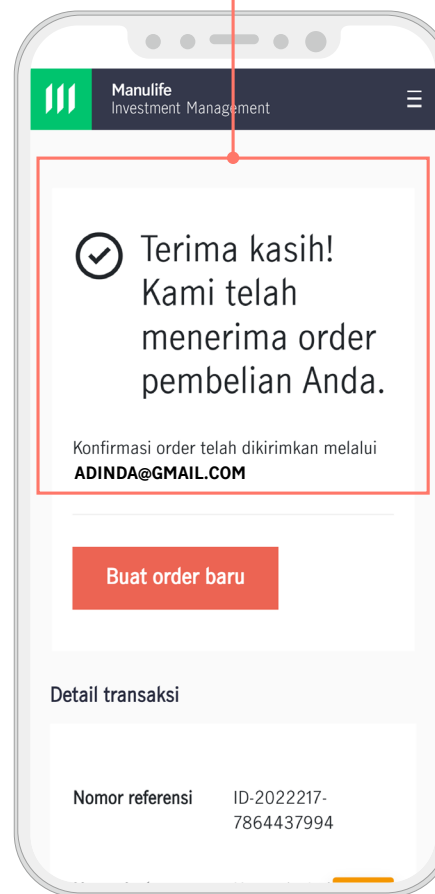 Manulife
Investment Management
Terima kasih!
Kami telah
menerima order
pembelian Anda.
Konfirmasi order telah dikirimkan melalui
ADINDA@GMAIL.COM
Buat order baru
Detail transaksi
Nomor referensi ID-2022217-
7864437994